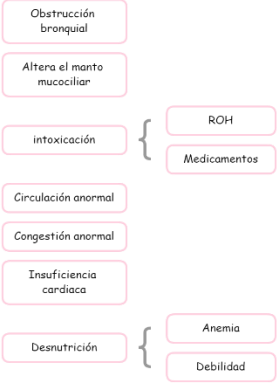 Obstrucción
bronquial
Altera el manto
mucociliar
intoxicación
ROH
Medicamentos
Circulación anormal
Congestión anormal
Insuficiencia
cardiaca
Desnutrición
Anemia
Debilidad